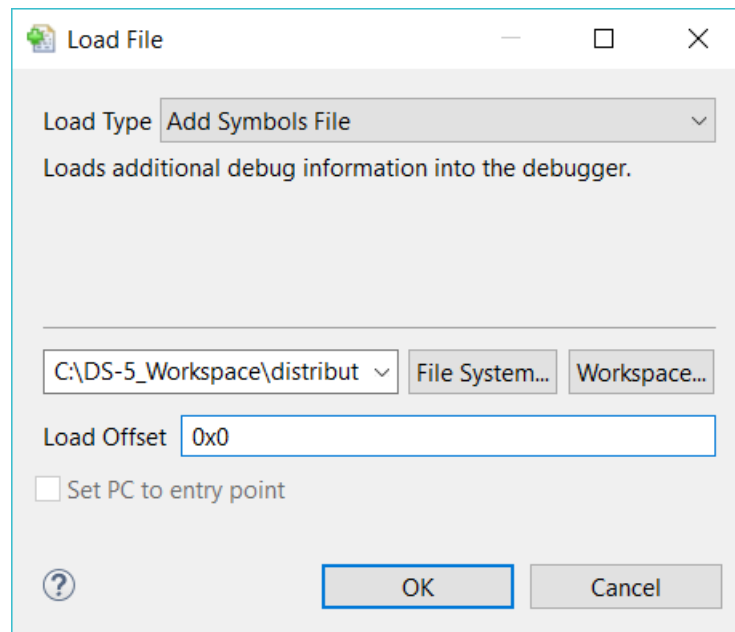 Load File
Load Type Add Symbols File
Loads additional debug information into the debugger.
C:\DS-5_Workspace\distribut File System... Workspace...
Load Offset 0x0
Set PC to entry point
? OK Cancel